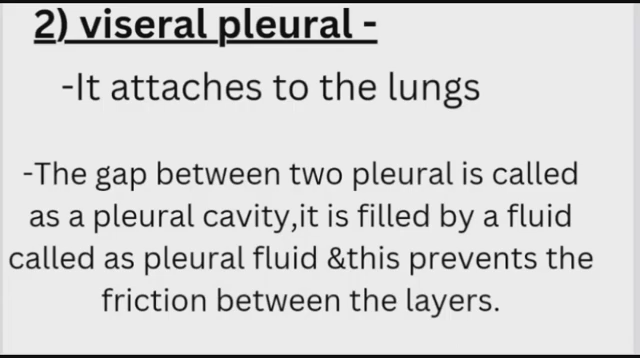 2) viseral pleural -
-It attaches to the lungs
-The gap between two pleural is called
as a pleural cavity,it is filled by a fluid
called as pleural fluid &this prevents the
friction between the layers.